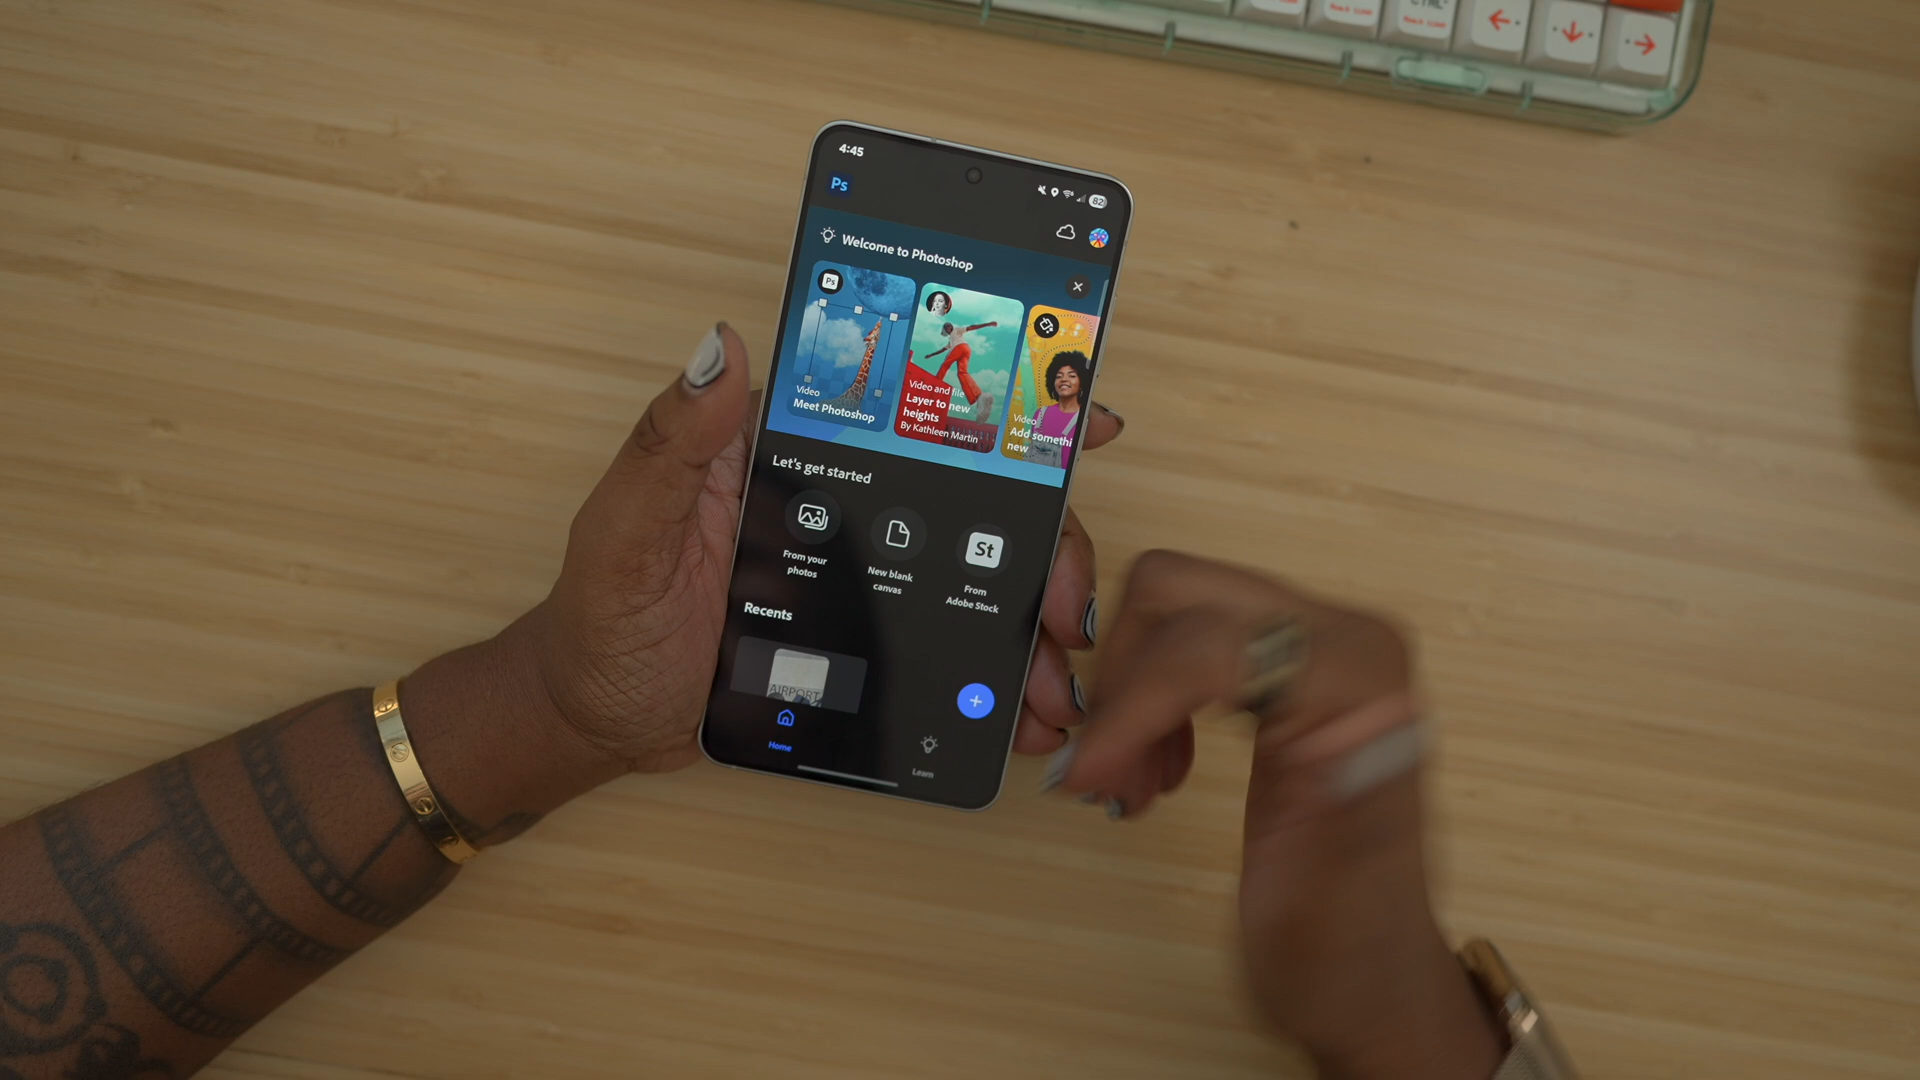 CTRL
4:45
82
Ps
Welcome to Photoshop
Ps
Video
Meet Photoshop
Video and file
Layer to new
heights
By Kathleen Martin
Video
Add somethi
new
Let's get started
From your
photos
New blank
canvas
St
From
Adobe Stock
Recents
AIRPORT
Home
Learn